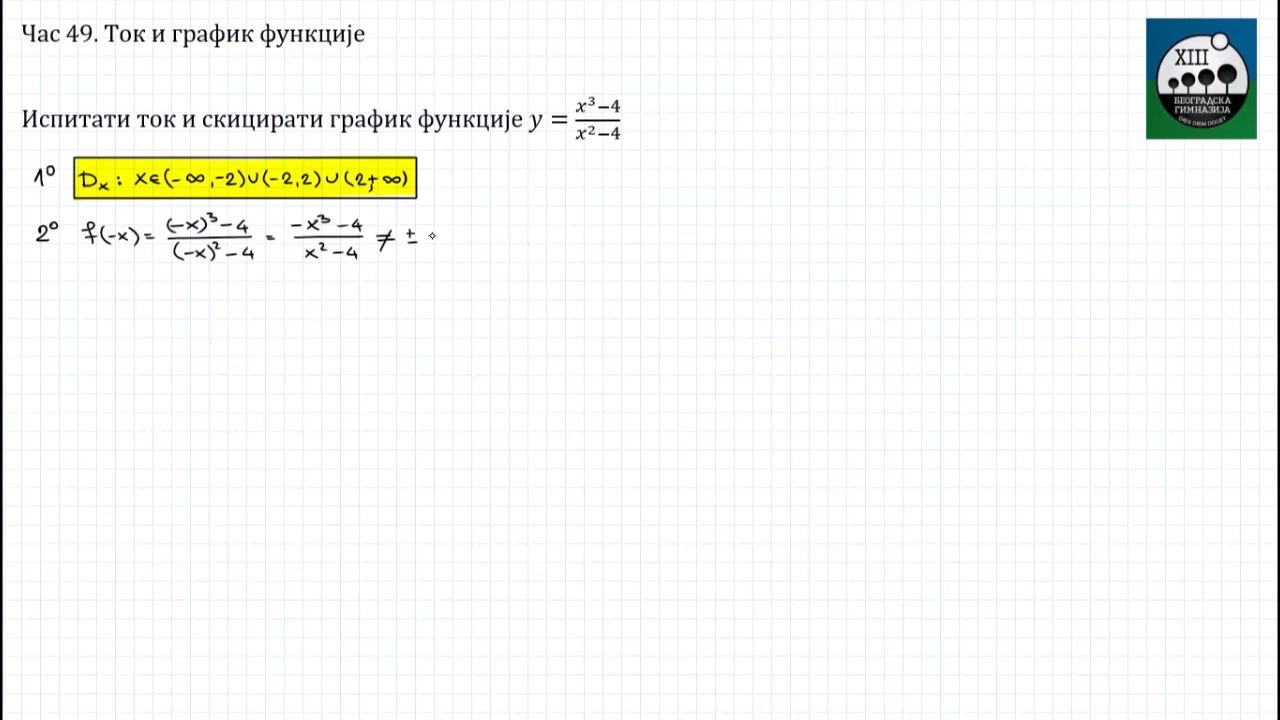 Час 49. Ток и график функције
XIII
БЕОГРАДСКА
ГИМНАЗИЈА
Испитати ток и скицирати график функције y = (x³−4)/(x²−4)
1° Dx: x∈(-∞,-2)∪(-2,2)∪(2,+∞)
2° f(-x) = ((-x)³-4)/((-x)²-4) = (-x³-4)/(x²-4) ≠ ±